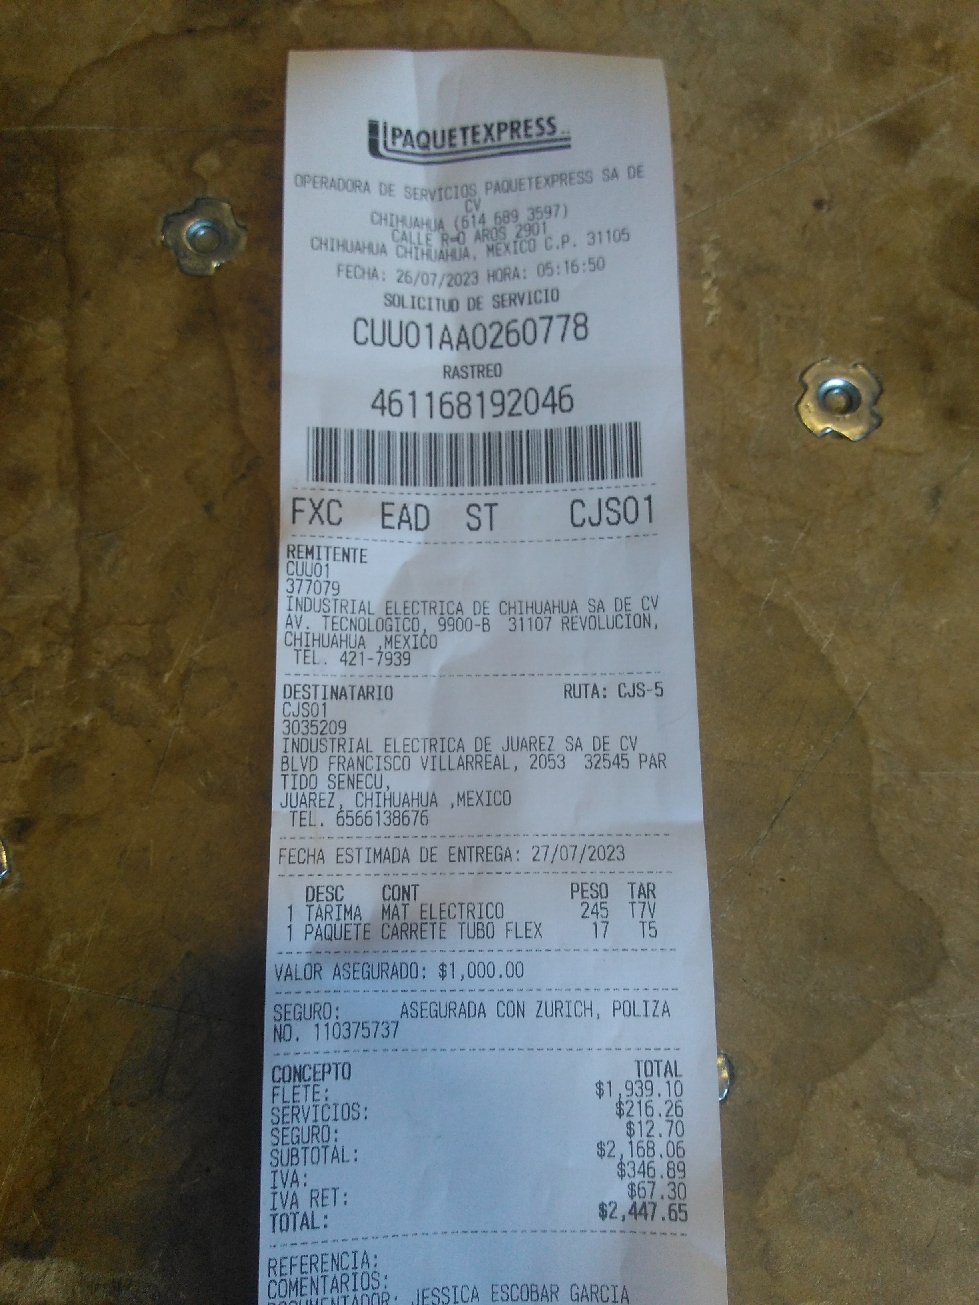 PAQUETEXPRESS
OPERADORA DE SERVICIOS PAQUETEXPRESS SA DE
CV
CHIHUAHUA (614 689 3597)
CALLE R=O AROS 2901
CHIHUAHUA CHIHUAHUA, MEXICO C.P. 31105
FECHA: 26/07/2023 HORA: 05:16:50
SOLICITUD DE SERVICIO
CUU01AA0260778
RASTREO
461168192046
FXC EAD ST CJS01
REMITENTE
CUU01
377079
INDUSTRIAL ELECTRICA DE CHIHUAHUA SA DE CV
AV. TECNOLOGICO, 9900-B 31107 REVOLUCION,
CHIHUAHUA ,MEXICO
TEL. 421-7939
DESTINATARIO RUTA: CJS-5
CJS01
3035209
INDUSTRIAL ELECTRICA DE JUAREZ SA DE CV
BLVD FRANCISCO VILLARREAL, 2053 32545 PAR
TIDO SENECU,
JUAREZ, CHIHUAHUA ,MEXICO
TEL. 6566138676
FECHA ESTIMADA DE ENTREGA: 27/07/2023
DESC CONT PESO TAR
1 TARIMA MAT ELECTRICO 245 T7V
1 PAQUETE CARRETE TUBO FLEX 17 T5
VALOR ASEGURADO: $1,000.00
SEGURO: ASEGURADA CON ZURICH, POLIZA
NO. 110375737
CONCEPTO TOTAL
FLETE: $1,939.10
SERVICIOS: $216.26
SEGURO: $12.70
SUBTOTAL: $2,168.06
IVA: $346.89
IVA RET: $67.30
TOTAL: $2,447.65
REFERENCIA:
COMENTARIOS:
DOCUMENTADOR: JESSICA ESCOBAR GARCIA